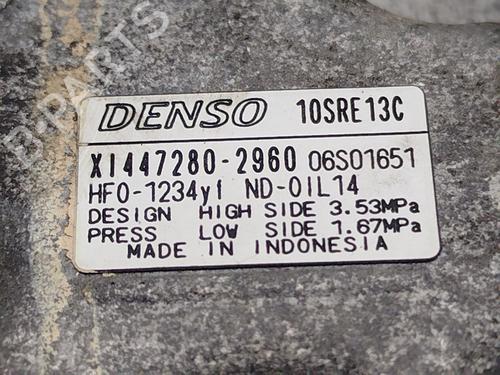 DENSO 10SRE13C
XI447280-2960 06S01651
HFO-1234yf ND-OIL14
DESIGN HIGH SIDE 3.53MPa
PRESS LOW SIDE 1.67MPa
MADE IN INDONESIA
B-PARTS